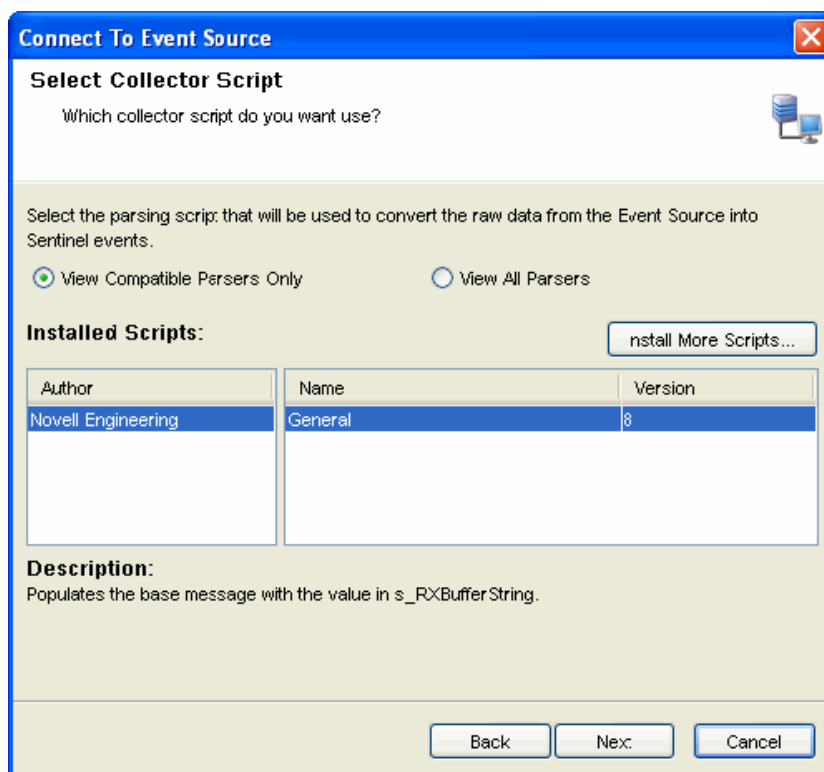 Connect To Event Source
Select Collector Script
Which collector script do you want use?
Select the parsing script that will be used to convert the raw data from the Event Source into
Sentinel events.
View Compatible Parsers Only
View All Parsers
Installed Scripts:
nstall More Scripts...
Author
Name
Version
Novell Engineering
General
8
Description:
Populates the base message with the value in s_RXBufferString.
Back
Next
Cancel